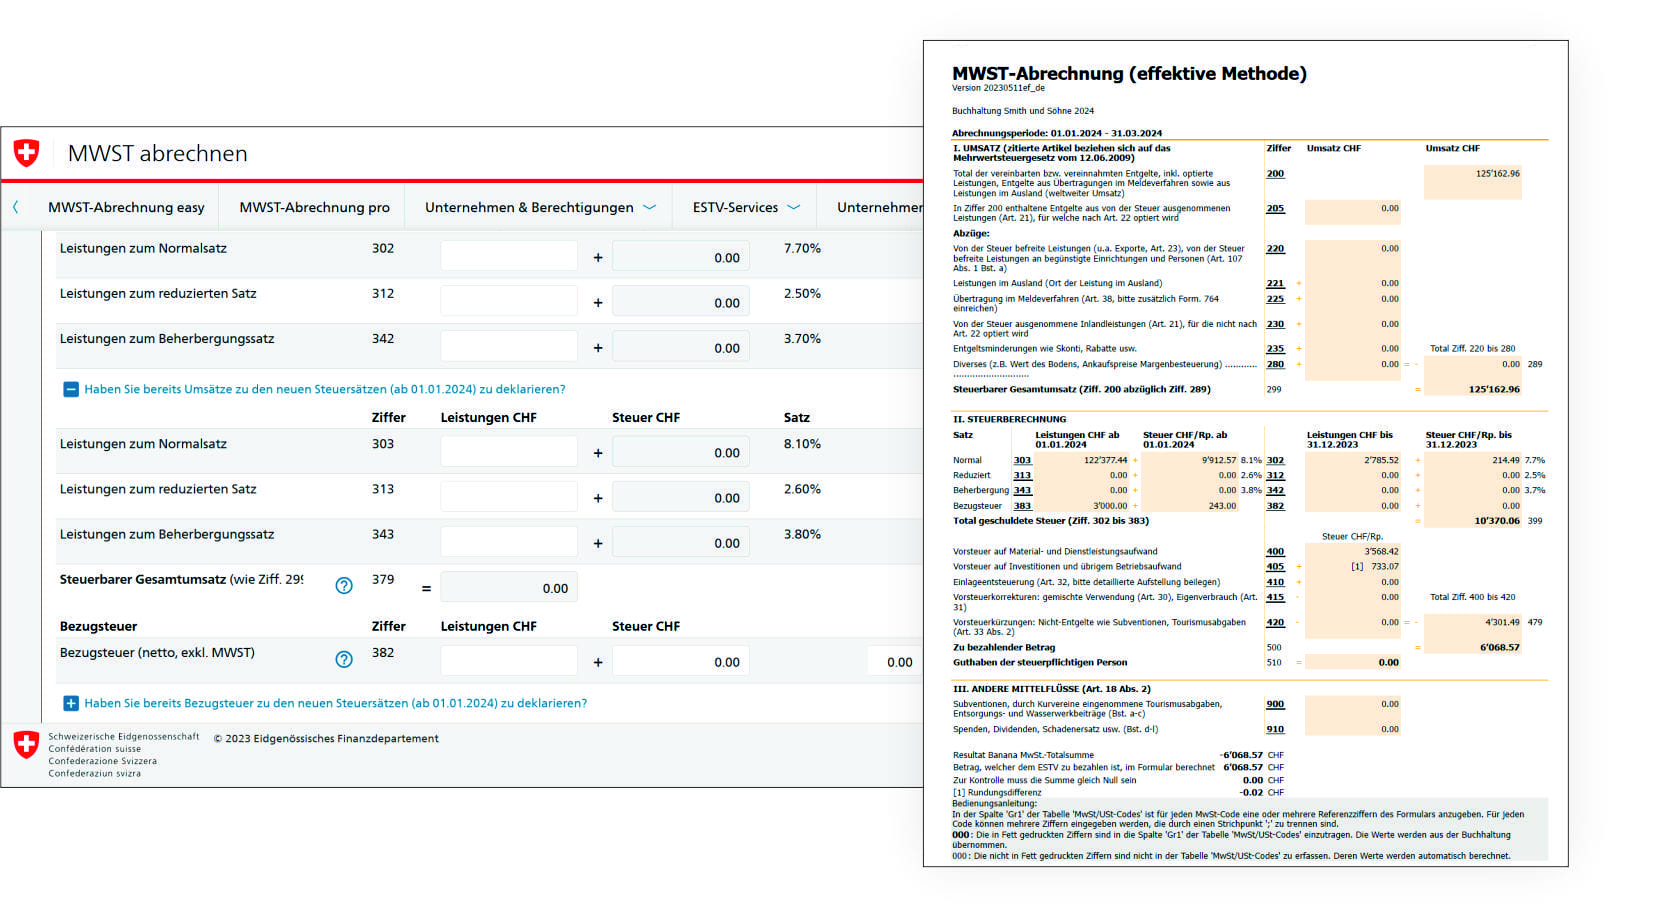 MWST abrechnen
MWST-Abrechnung easy MWST-Abrechnung pro Unternehmen & Berechtigungen ESTV-Services Unternehmen
Leistungen zum Normalsatz 302 + 0.00 7.70%
Leistungen zum reduzierten Satz 312 + 0.00 2.50%
Leistungen zum Beherbergungssatz 342 + 0.00 3.70%
Haben Sie bereits Umsätze zu den neuen Steuersätzen (ab 01.01.2024) zu deklarieren?
Ziffer Leistungen CHF Steuer CHF Satz
Leistungen zum Normalsatz 303 + 0.00 8.10%
Leistungen zum reduzierten Satz 313 + 0.00 2.60%
Leistungen zum Beherbergungssatz 343 + 0.00 3.80%
Steuerbarer Gesamtumsatz (wie Ziff. 299 ? 379 = 0.00
Bezugsteuer Ziffer Leistungen CHF Steuer CHF
Bezugsteuer (netto, exkl. MWST) ? 382 + 0.00 0.00
Haben Sie bereits Bezugsteuer zu den neuen Steuersätzen (ab 01.01.2024) zu deklarieren?
Schweizerische Eidgenossenschaft © 2023 Eidgenössisches Finanzdepartement
Confédération suisse
Confederazione Svizzera
Confederaziun svizra
MWST-Abrechnung (effektive Methode)
Version 20230511ef_de
Buchhaltung Smith und Söhne 2024
Abrechnungsperiode: 01.01.2024 - 31.03.2024
I. UMSATZ (zitierte Artikel beziehen sich auf das Ziffer Umsatz CHF Umsatz CHF
Mehrwertsteuergesetz vom 12.06.2009)
Total der vereinbarten bzw. vereinnahmten Entgelte, inkl. optierte 200 125'162.96
Leistungen, Entgelte aus Übertragungen im Meldeverfahren sowie aus
Leistungen im Ausland (weltweiter Umsatz)
In Ziffer 200 enthaltene Entgelte aus von der Steuer ausgenommenen 205 0.00
Leistungen (Art. 21), für welche nach Art. 22 optiert wird
Abzüge:
Von der Steuer befreite Leistungen (u.a. Exporte, Art. 23), von der Steuer 220 0.00
befreite Leistungen an begünstigte Einrichtungen und Personen (Art. 107
Abs. 1 Bst. a)
Leistungen im Ausland (Ort der Leistung im Ausland) 221 + 0.00
Übertragung im Meldeverfahren (Art. 38, bitte zusätzlich Form. 764 225 + 0.00
einreichen)
Von der Steuer ausgenommene Inlandleistungen (Art. 21), für die nicht nach 230 + 0.00
Art. 22 optiert wird
Entgeltsminderungen wie Skonti, Rabatte usw. 235 + 0.00 Total Ziff. 220 bis 280
Diverses (z.B. Wert des Bodens, Ankaufspreise Margenbesteuerung) ............ 280 + 0.00 = - 0.00 289
............................
Steuerbarer Gesamtumsatz (Ziff. 200 abzüglich Ziff. 289) 299 = 125'162.96
II. STEUERBERECHNUNG
Satz Leistungen CHF ab Steuer CHF/Rp. ab Leistungen CHF bis Steuer CHF/Rp. bis
01.01.2024 01.01.2024 31.12.2023 31.12.2023
Normal 303 122'377.44 + 9'912.57 8.1% 302 2'785.52 + 214.49 7.7%
Reduziert 313 0.00 + 0.00 2.6% 312 0.00 + 0.00 2.5%
Beherbergung 343 0.00 + 0.00 3.8% 342 0.00 + 0.00 3.7%
Bezugsteuer 383 3'000.00 + 243.00 382 0.00 + 0.00
Total geschuldete Steuer (Ziff. 302 bis 383) = 10'370.06 399
Steuer CHF/Rp.
Vorsteuer auf Material- und Dienstleistungsaufwand 400 3'568.42
Vorsteuer auf Investitionen und übrigem Betriebsaufwand 405 + [1] 733.07
Einlageentsteuerung (Art. 32, bitte detaillierte Aufstellung beilegen) 410 + 0.00
Vorsteuerkorrekturen: gemischte Verwendung (Art. 30), Eigenverbrauch (Art. 415 - 0.00 Total Ziff. 400 bis 420
31)
Vorsteuerkürzungen: Nicht-Entgelte wie Subventionen, Tourismusabgaben 420 - 0.00 = - 4'301.49 479
(Art. 33 Abs. 2)
Zu bezahlender Betrag 500 = 6'068.57
Guthaben der steuerpflichtigen Person 510 = 0.00
III. ANDERE MITTELFLÜSSE (Art. 18 Abs. 2)
Subventionen, durch Kurvereine eingenommene Tourismusabgaben, 900 0.00
Entsorgungs- und Wasserwerkbeiträge (Bst. a-c)
Spenden, Dividenden, Schadenersatz usw. (Bst. d-l) 910 0.00
Resultat Banana MwSt.-Totalsumme -6'068.57 CHF
Betrag, welcher dem ESTV zu bezahlen ist, im Formular berechnet 6'068.57 CHF
Zur Kontrolle muss die Summe gleich Null sein 0.00 CHF
[1] Rundungsdifferenz -0.02 CHF
Bedienungsanleitung:
In der Spalte 'Gr1' der Tabelle 'MwSt/USt-Codes' ist für jeden MwSt-Code eine oder mehrere Referenzziffern des Formulars anzugeben. Für jeden
Code können mehrere Ziffern eingegeben werden, die durch einen Strichpunkt ';' zu trennen sind.
000 : Die in Fett gedruckten Ziffern sind in die Spalte 'Gr1' der Tabelle 'MwSt/USt-Codes' einzutragen. Die Werte werden aus der Buchhaltung
übernommen.
000 : Die nicht in Fett gedruckten Ziffern sind nicht in der Tabelle 'MwSt/USt-Codes' zu erfassen. Deren Werte werden automatisch berechnet.